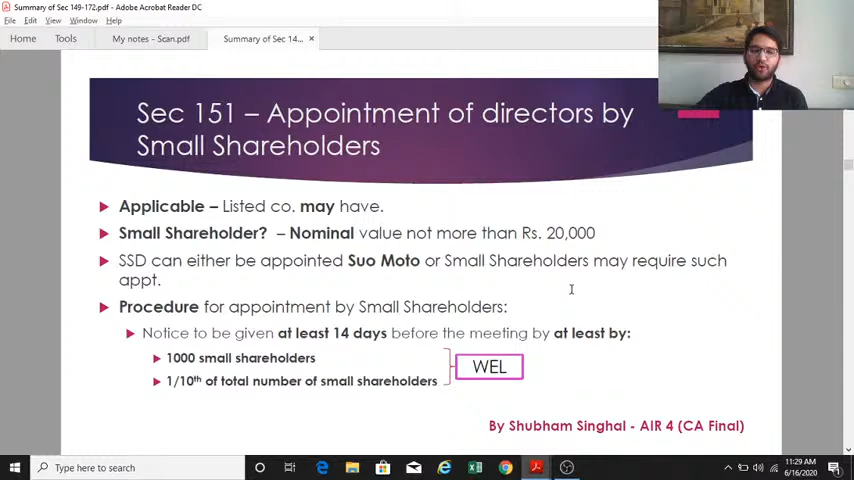 Summary of Sec 149-172.pdf - Adobe Acrobat Reader DC
File Edit View Window Help
Home Tools My notes - Scan.pdf Summary of Sec 14... ×
Sec 151 – Appointment of directors by
Small Shareholders
Applicable – Listed co. may have.
Small Shareholder? – Nominal value not more than Rs. 20,000
SSD can either be appointed Suo Moto or Small Shareholders may require such
appt.
Procedure for appointment by Small Shareholders:
Notice to be given at least 14 days before the meeting by at least by:
1000 small shareholders
1/10th of total number of small shareholders
WEL
By Shubham Singhal - AIR 4 (CA Final)
Type here to search
11:29 AM
6/16/2020